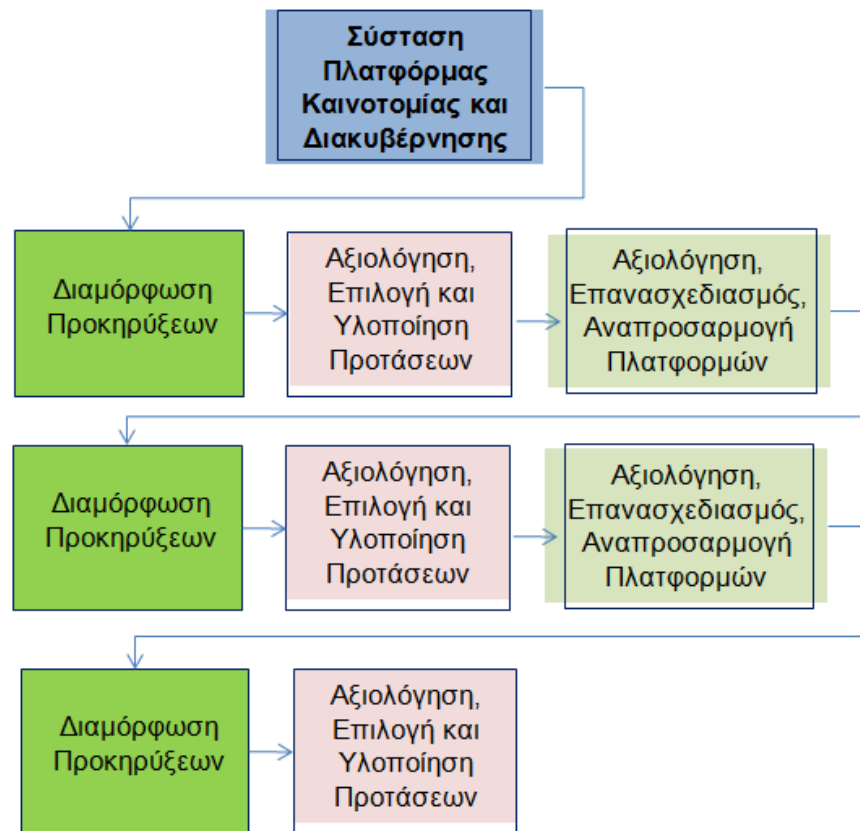 Σύσταση
Πλατφόρμας
Καινοτομίας και
Διακυβέρνησης
Διαμόρφωση
Προκηρύξεων
Αξιολόγηση,
Επιλογή και
Υλοποίηση
Προτάσεων
Αξιολόγηση,
Επανασχεδιασμός,
Αναπροσαρμογή
Πλατφορμών
Διαμόρφωση
Προκηρύξεων
Αξιολόγηση,
Επιλογή και
Υλοποίηση
Προτάσεων
Αξιολόγηση,
Επανασχεδιασμός,
Αναπροσαρμογή
Πλατφορμών
Διαμόρφωση
Προκηρύξεων
Αξιολόγηση,
Επιλογή και
Υλοποίηση
Προτάσεων